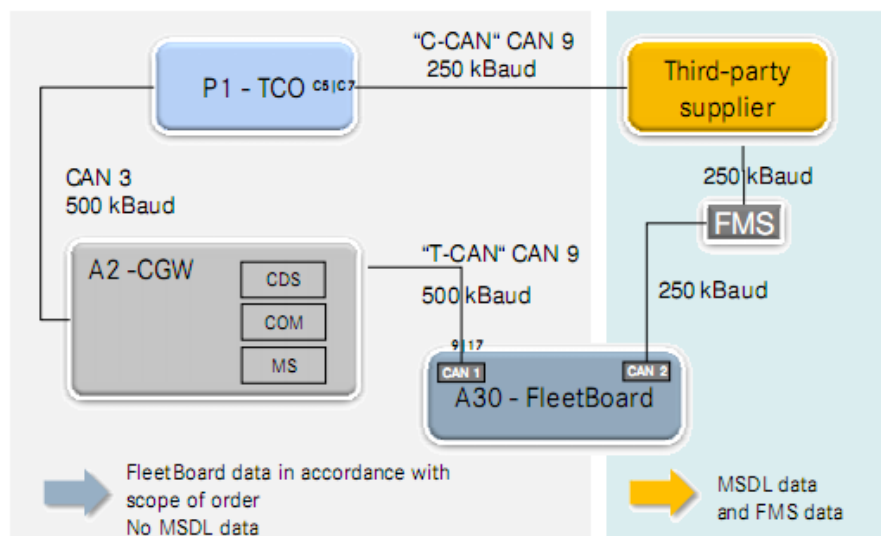 "C-CAN" CAN 9
250 kBaud
P1 - TCO C5|C7
Third-party
supplier
CAN 3
500 kBaud
250 kBaud
FMS
A2 -CGW
CDS
COM
MS
"T-CAN" CAN 9
500 kBaud
250 kBaud
9|17
CAN 1
CAN 2
A30 - FleetBoard
FleetBoard data in accordance with
scope of order
No MSDL data
MSDL data
and FMS data